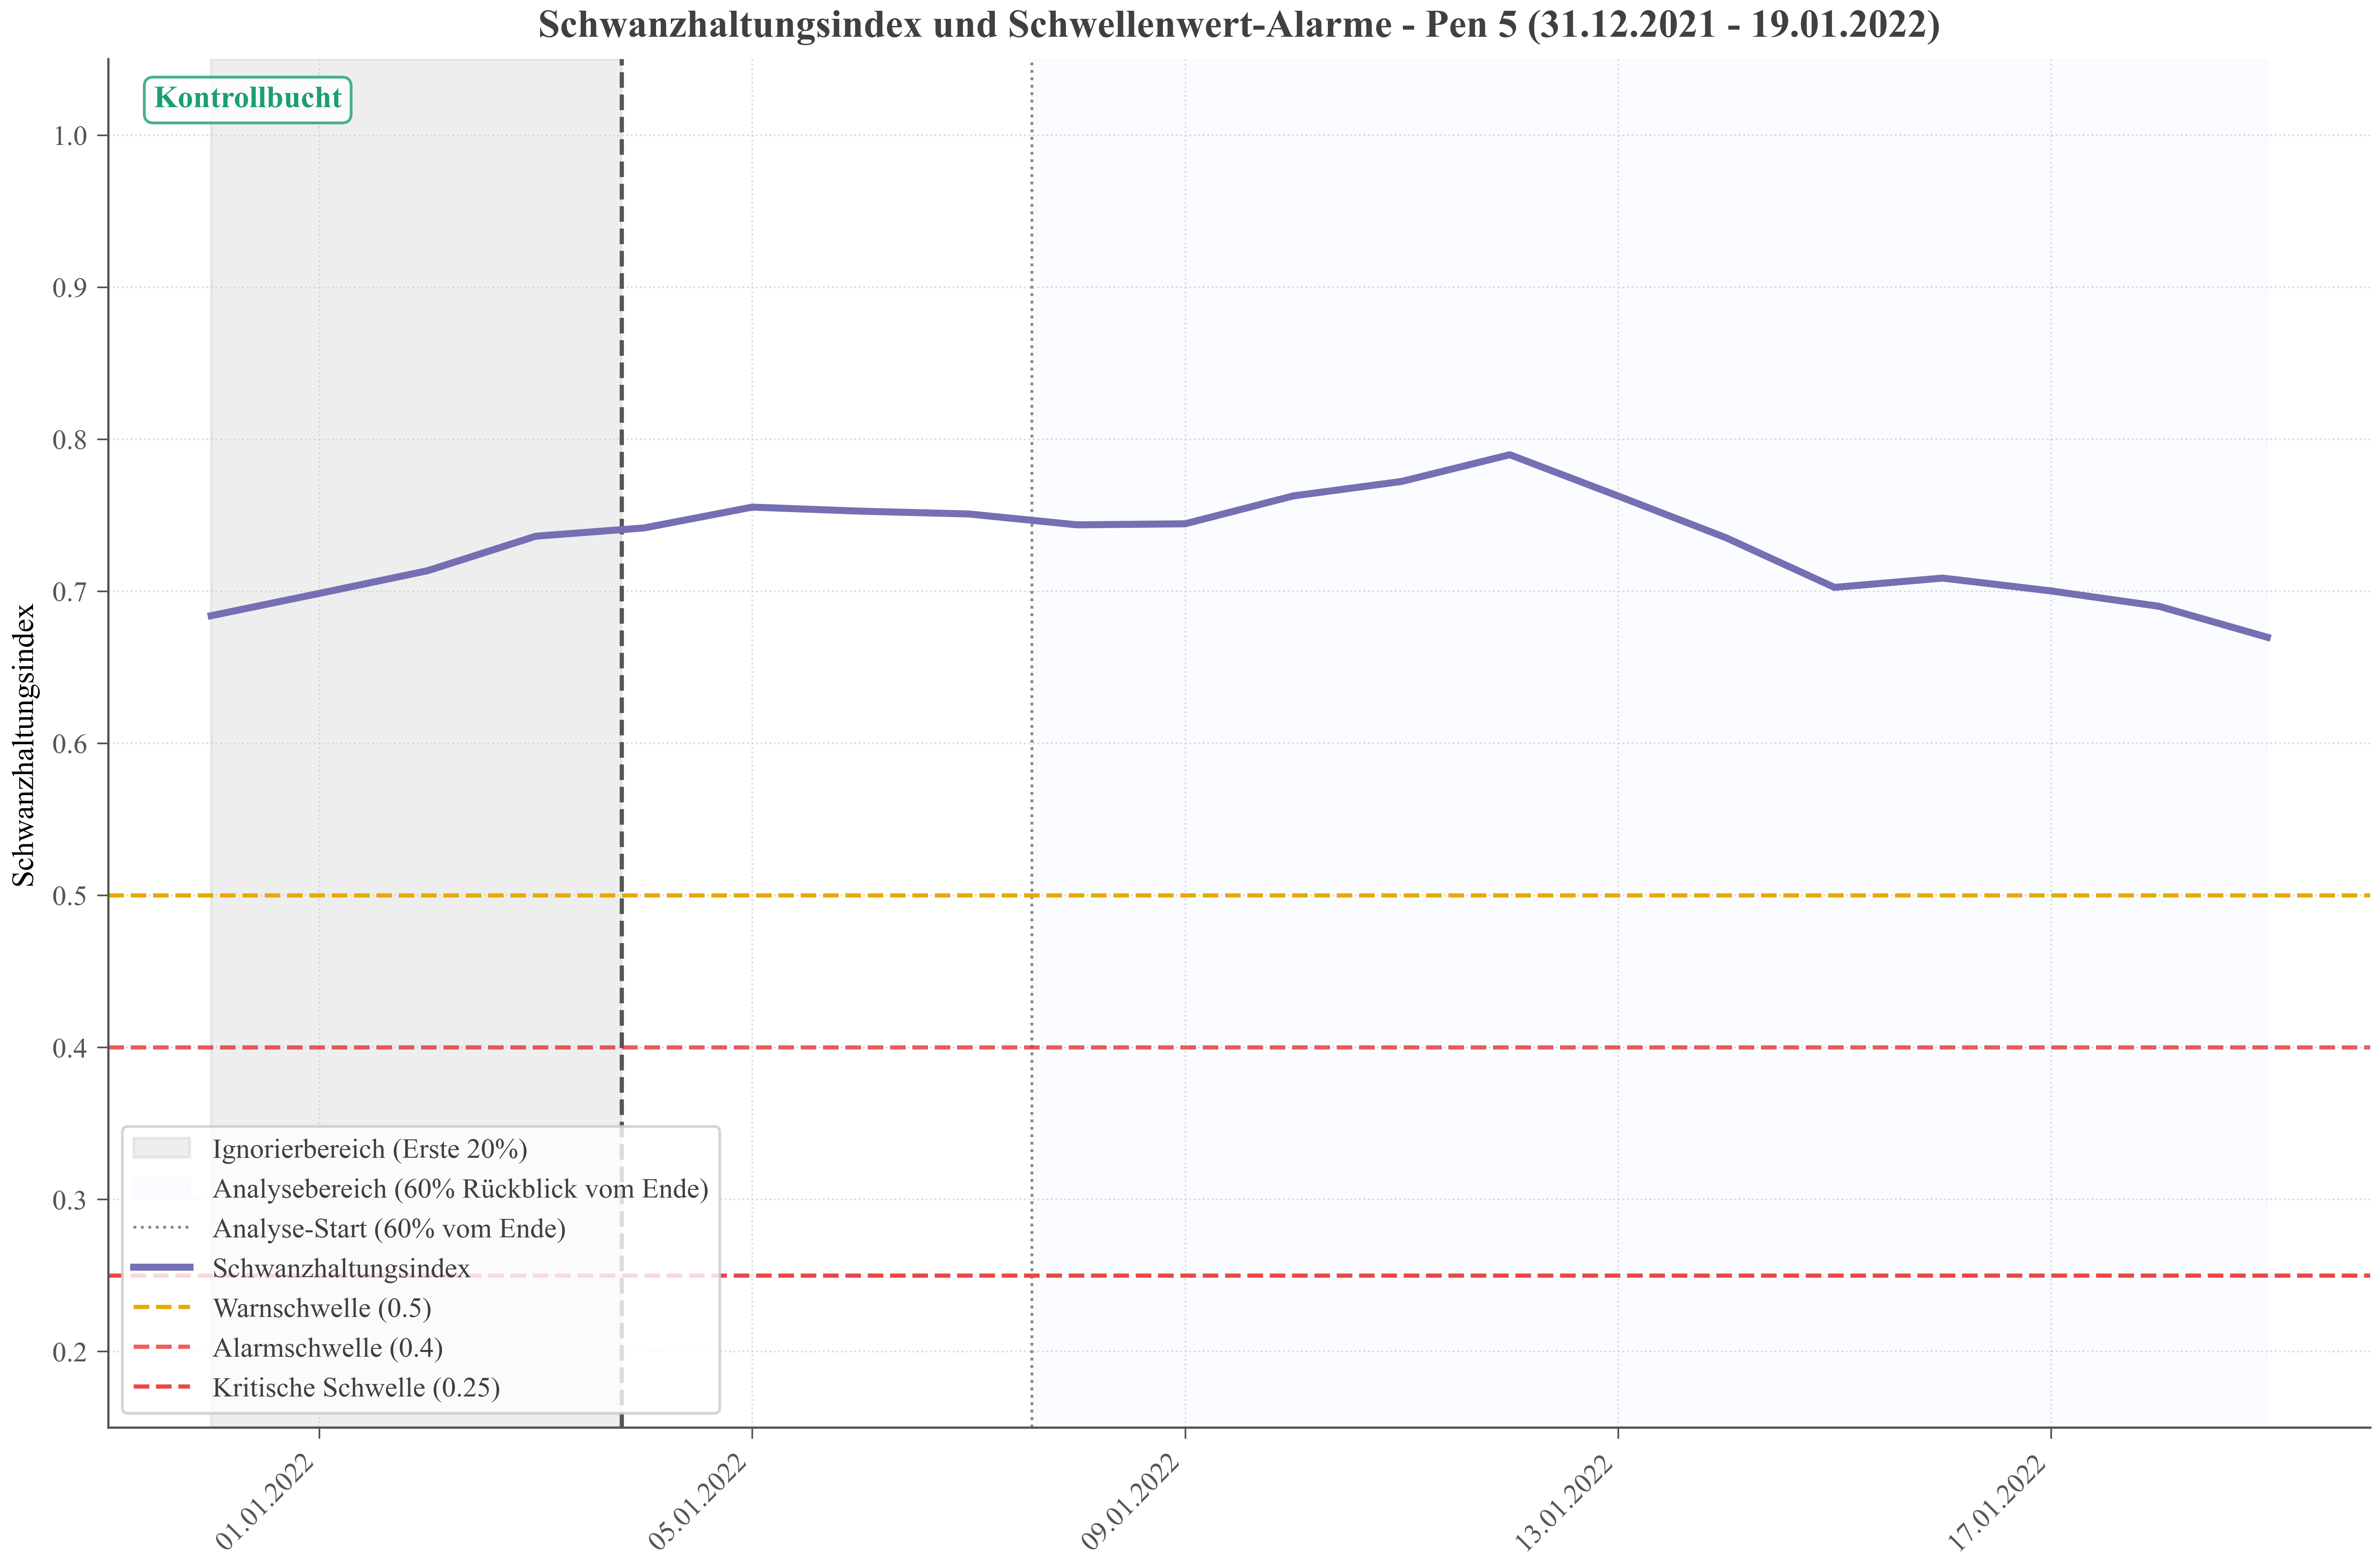 Schwanzhaltungsindex und Schwellenwert-Alarme - Pen 5 (31.12.2021 - 19.01.2022)
Kontrollbucht
1.0
0.9
0.8
0.7
0.6
0.5
0.4
0.3
0.2
Schwanzhaltungsindex
Ignorierbereich (Erste 20%)
Analysebereich (60% Rückblick vom Ende)
Analyse-Start (60% vom Ende)
Schwanzhaltungsindex
Warnschwelle (0.5)
Alarmschwelle (0.4)
Kritische Schwelle (0.25)
01.01.2022
05.01.2022
09.01.2022
13.01.2022
17.01.2022